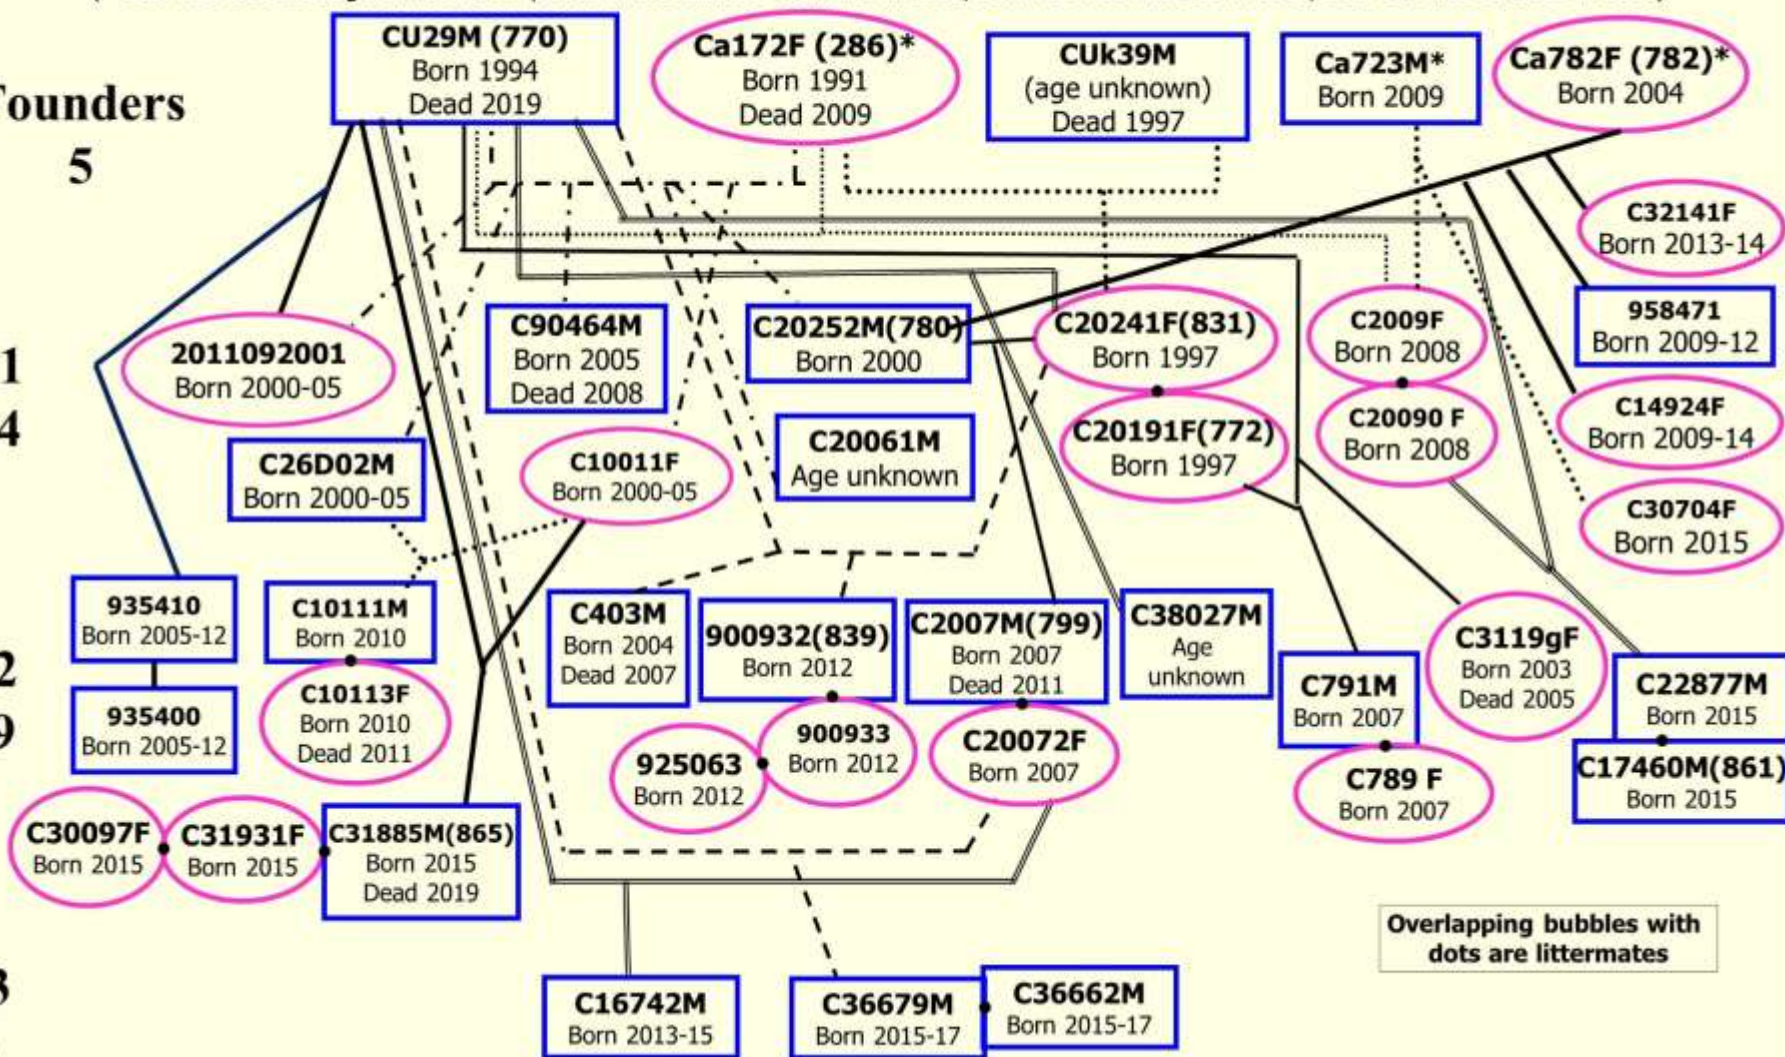 CU29M (770)
Born 1994
Dead 2019
Ca172F (286)*
Born 1991
Dead 2009
CUk39M
(age unknown)
Dead 1997
Ca723M*
Born 2009
Ca782F (782)*
Born 2004
ounders
5
C32141F
Born 2013-14
958471
Born 2009-12
C14924F
Born 2009-14
C30704F
Born 2015
1
4
2011092001
Born 2000-05
C90464M
Born 2005
Dead 2008
C20252M(780)
Born 2000
C20241F(831)
Born 1997
C2009F
Born 2008
C20191F(772)
Born 1997
C20090 F
Born 2008
C26D02M
Born 2000-05
C10011F
Born 2000-05
C20061M
Age unknown
2
9
935410
Born 2005-12
935400
Born 2005-12
C10111M
Born 2010
C10113F
Born 2010
Dead 2011
C403M
Born 2004
Dead 2007
900932(839)
Born 2012
925063
Born 2012
900933
Born 2012
C2007M(799)
Born 2007
Dead 2011
C20072F
Born 2007
C38027M
Age
unknown
C791M
Born 2007
C789 F
Born 2007
C3119gF
Born 2003
Dead 2005
C22877M
Born 2015
C17460M(861)
Born 2015
C30097F
Born 2015
C31931F
Born 2015
C31885M(865)
Born 2015
Dead 2019
Overlapping bubbles with
dots are littermates
3
C16742M
Born 2013-15
C36679M
Born 2015-17
C36662M
Born 2015-17